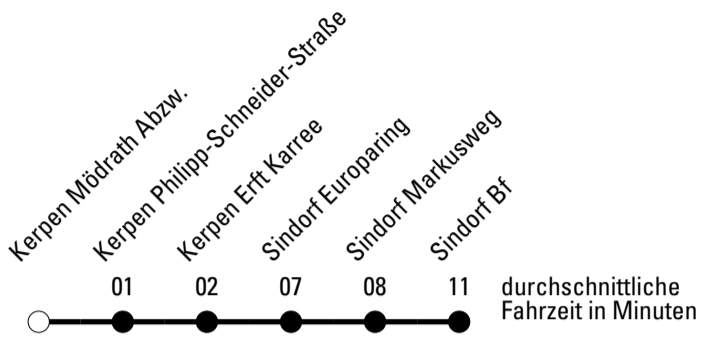 Kerpen Mödrath Abzw.
Kerpen Philipp-Schneider-Straße
Kerpen Erft Karree
Sindorf Europaring
Sindorf Markusweg
Sindorf Bf
01 02 07 08 11
durchschnittliche
Fahrzeit in Minuten